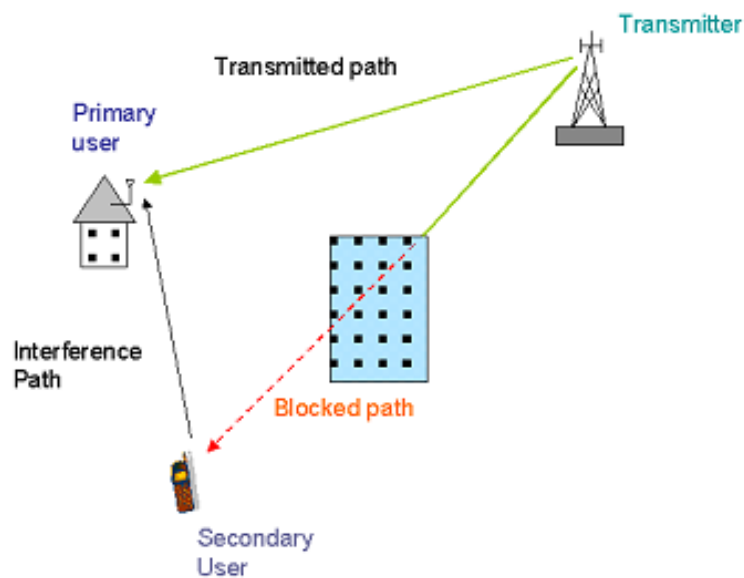 Transmitter
Transmitted path
Primary
user
Interference
Path
Blocked path
Secondary
User